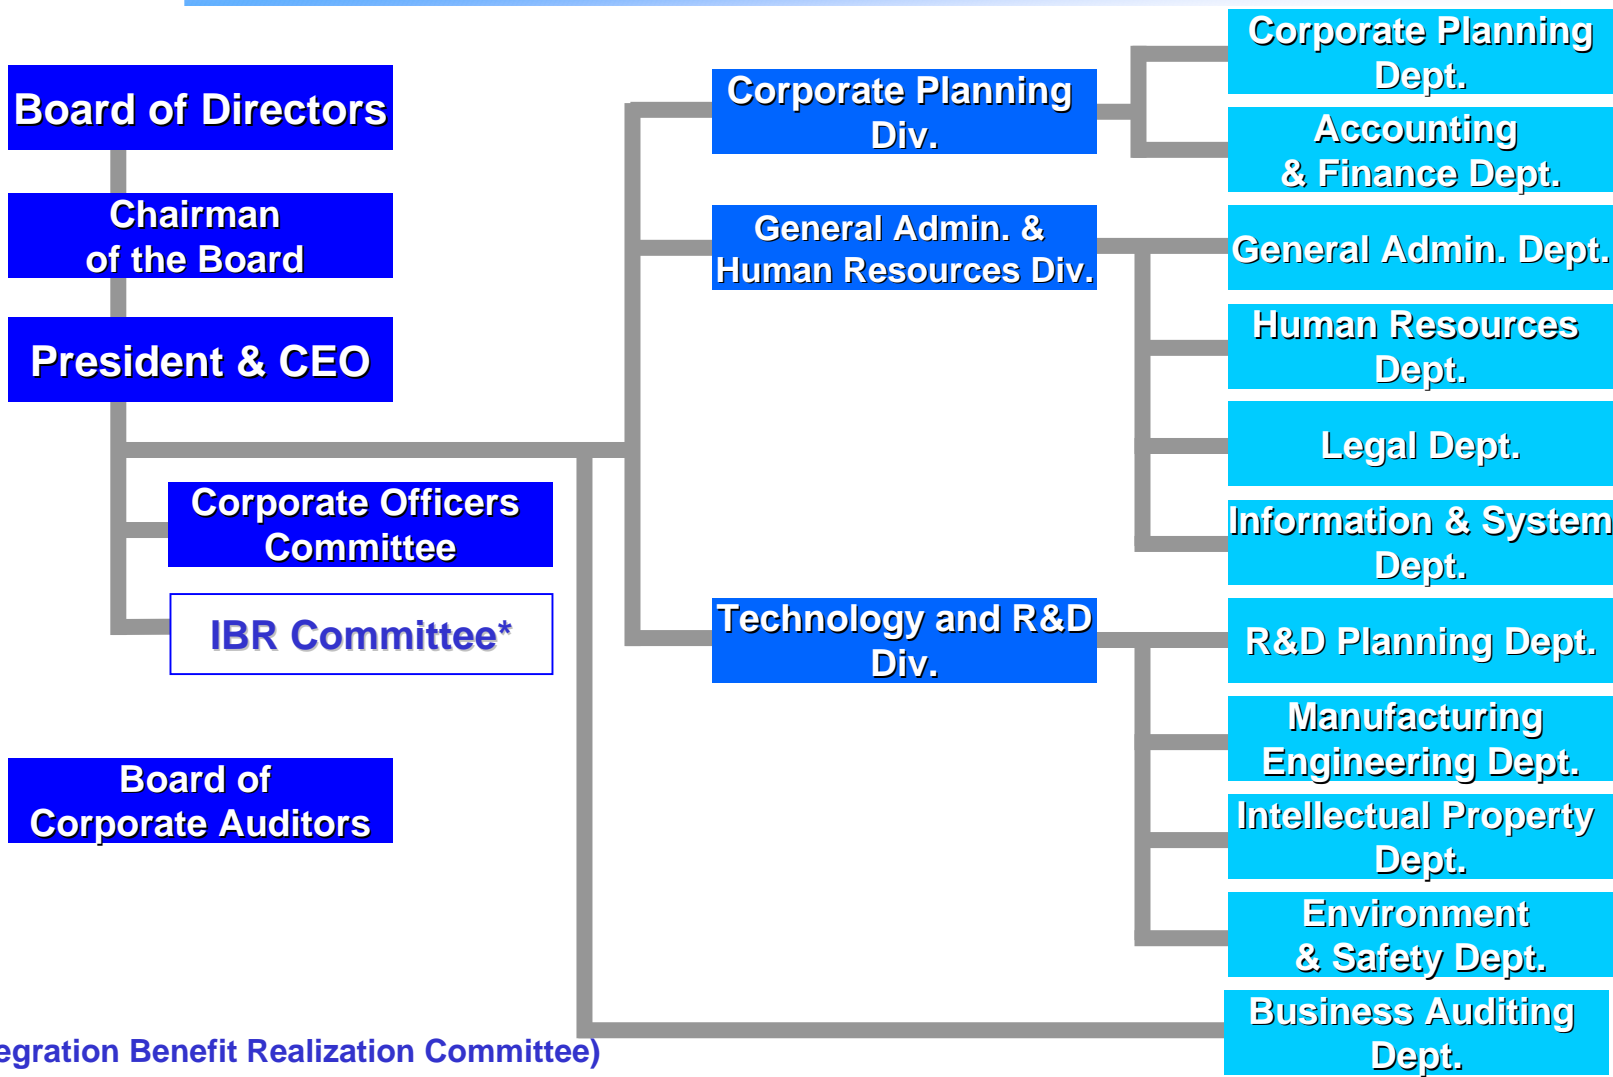 Board of Directors
Chairman
of the Board
President & CEO
Corporate Officers
Committee
IBR Committee*
Board of
Corporate Auditors
Corporate Planning
Div.
General Admin. &
Human Resources Div.
Technology and R&D
Div.
Corporate Planning
Dept.
Accounting
& Finance Dept.
General Admin. Dept.
Human Resources
Dept.
Legal Dept.
Information & System
Dept.
R&D Planning Dept.
Manufacturing
Engineering Dept.
Intellectual Property
Dept.
Environment
& Safety Dept.
Business Auditing
Dept.
egration Benefit Realization Committee)